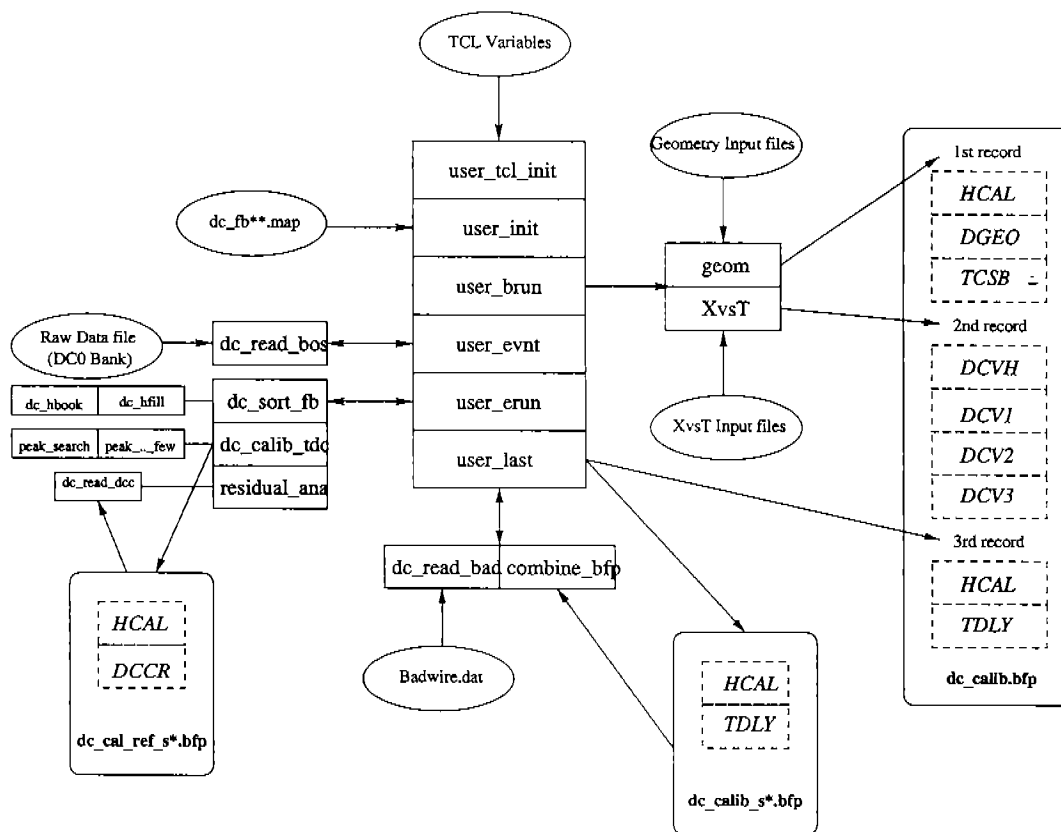 TCL Variables
user_tcl_init
user_init
user_brun
user_evnt
user_erun
user_last
dc_fb**.map
Raw Data file
(DC0 Bank)
dc_read_bos
dc_hbook
dc_hfill
dc_sort_fb
peak_search
peak_..._few
dc_calib_tdc
dc_read_dcc
residual_ana
HCAL
DCCR
dc_cal_ref_s*.bfp
dc_read_bad
combine_bfp
Badwire.dat
Geometry Input files
geom
XvsT
XvsT Input files
HCAL
TDLY
dc_calib_s*.bfp
1st record
HCAL
DGEO
TCSB
2nd record
DCVH
DCV1
DCV2
DCV3
3rd record
HCAL
TDLY
dc_calib.bfp